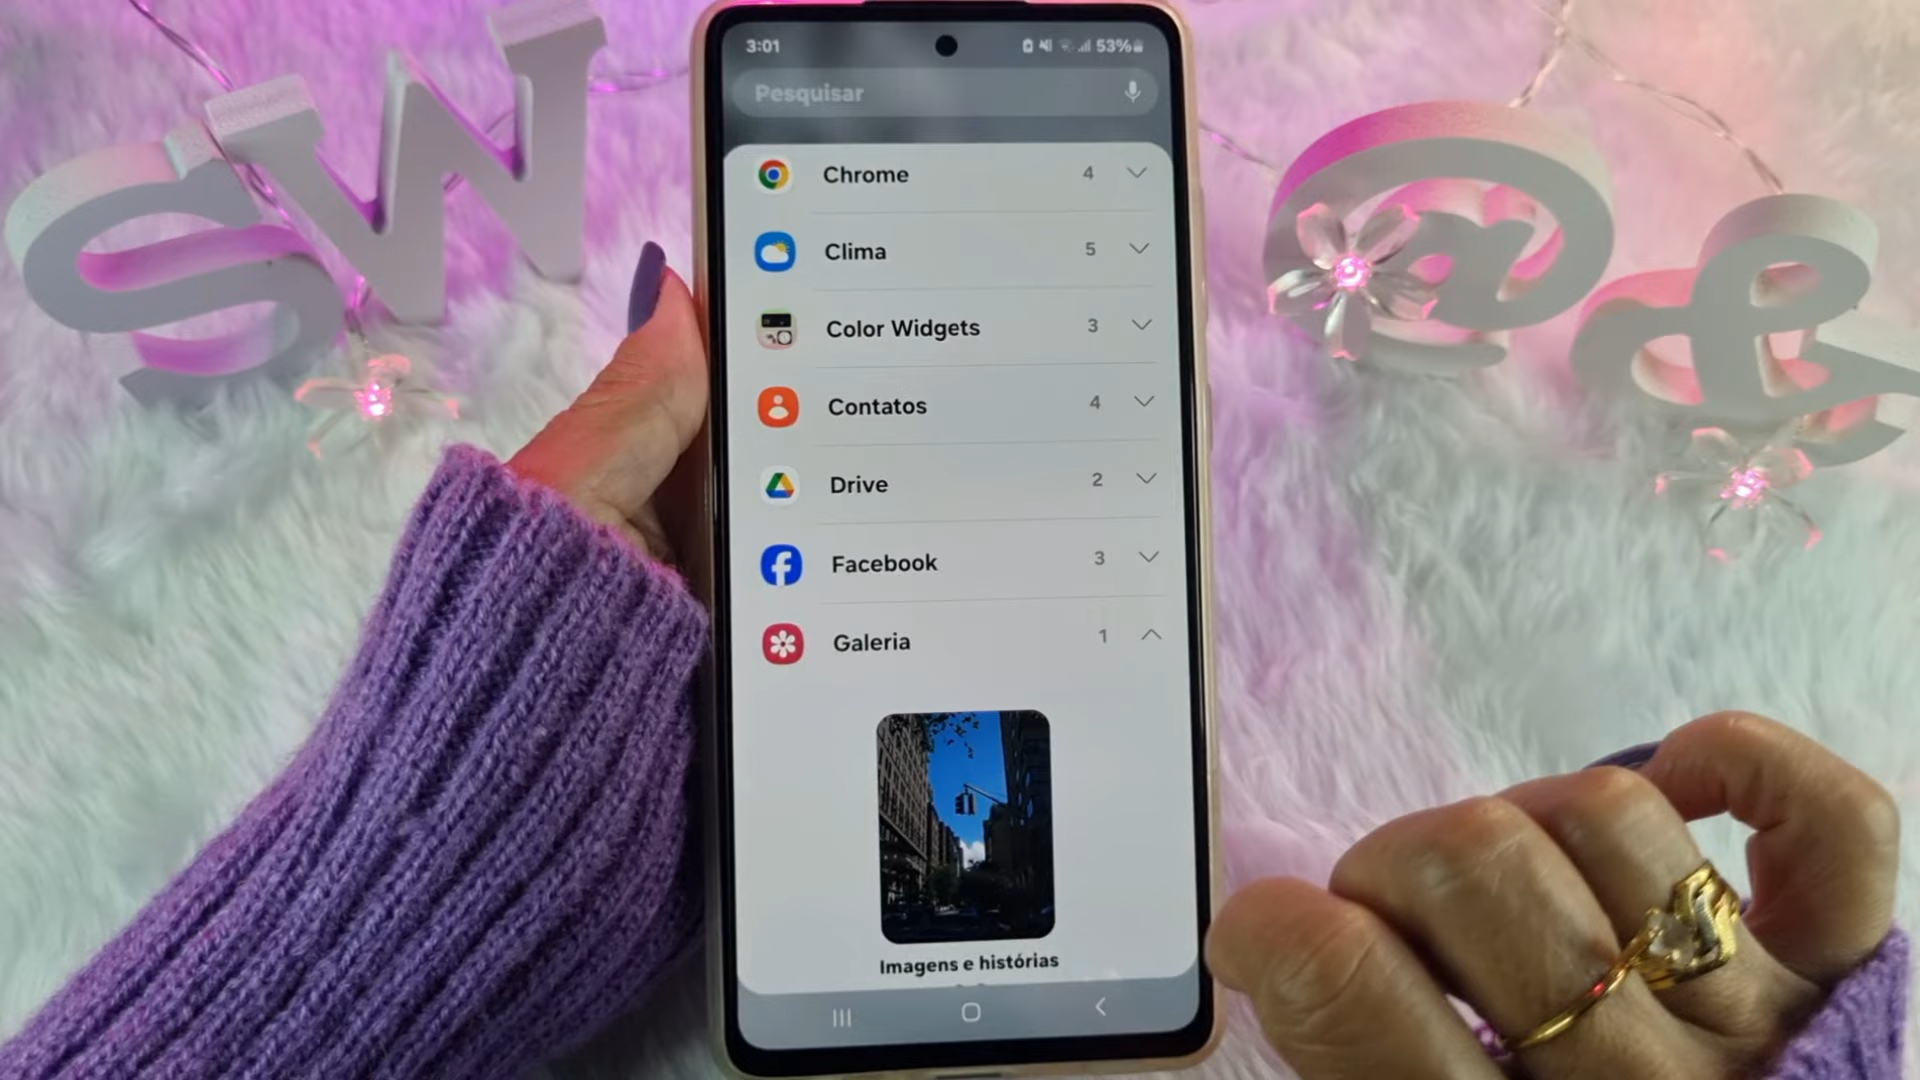 SW
@&
3:01
53%
Pesquisar
Chrome 4
Clima 5
Color Widgets 3
Contatos 4
Drive 2
Facebook 3
Galeria 1
Imagens e histórias